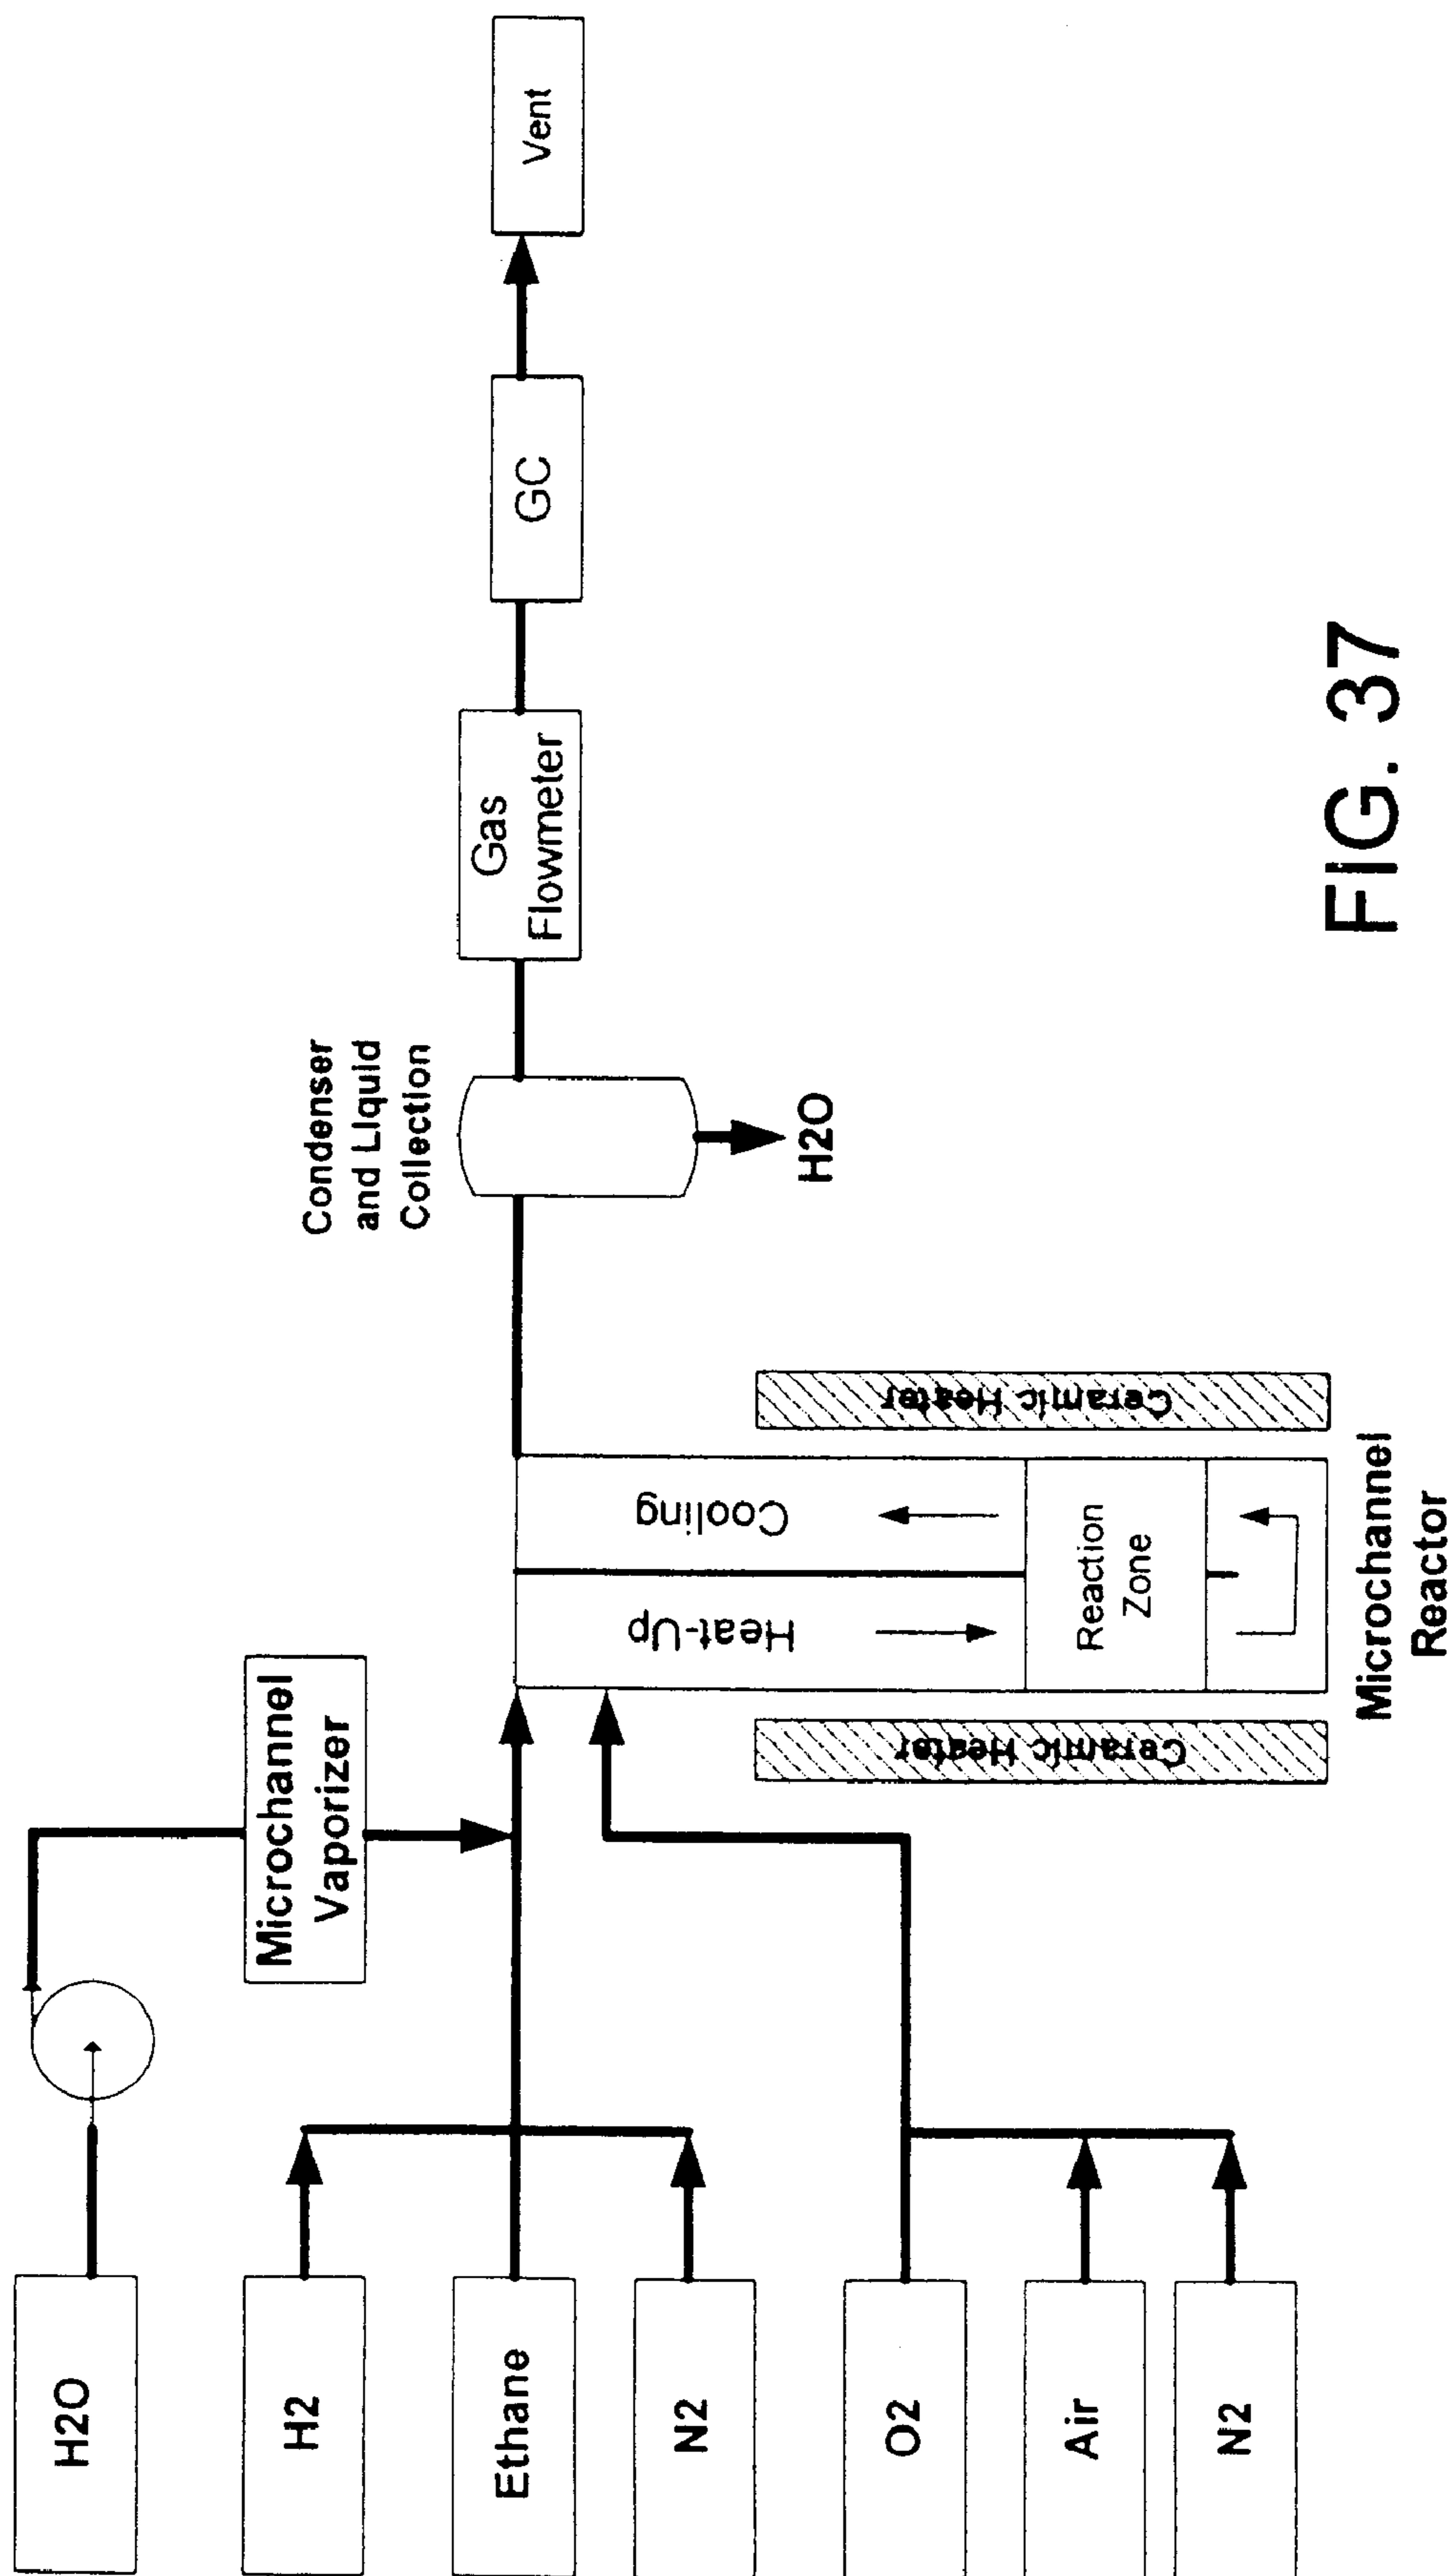 H2O
H2
Ethane
N2
O2
Air
N2
Microchannel
Vaporizer
Heat-Up
Cooling
Reaction
Zone
Ceramic Heater
Ceramic Heater
Microchannel
Reactor
Condenser
and Liquid
Collection
H2O
Gas
Flowmeter
GC
Vent
FIG. 37